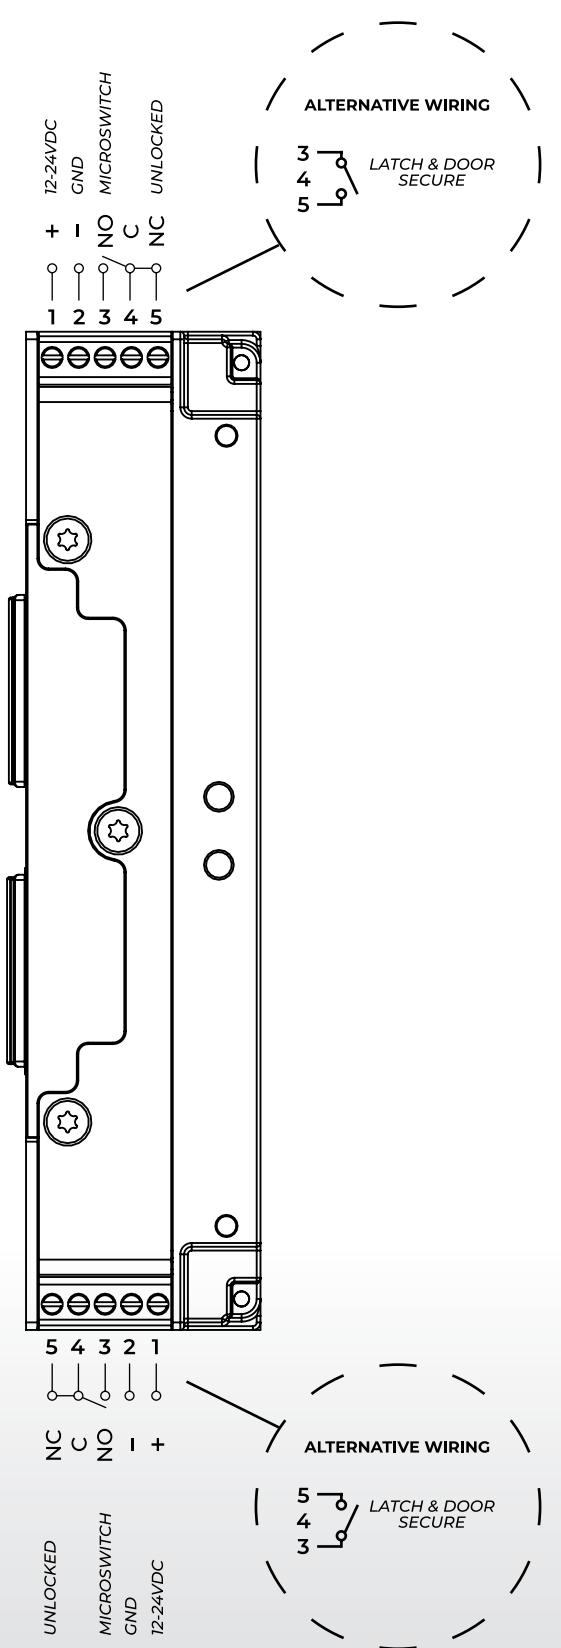 12-24VDC
GND
MICROSWITCH
UNLOCKED
+
–
NO
C
NC
1 2 3 4 5
ALTERNATIVE WIRING
3
4
5
LATCH & DOOR
SECURE
5 4 3 2 1
NC
C
NO
–
+
UNLOCKED
MICROSWITCH
GND
12-24VDC
ALTERNATIVE WIRING
5
4
3
LATCH & DOOR
SECURE